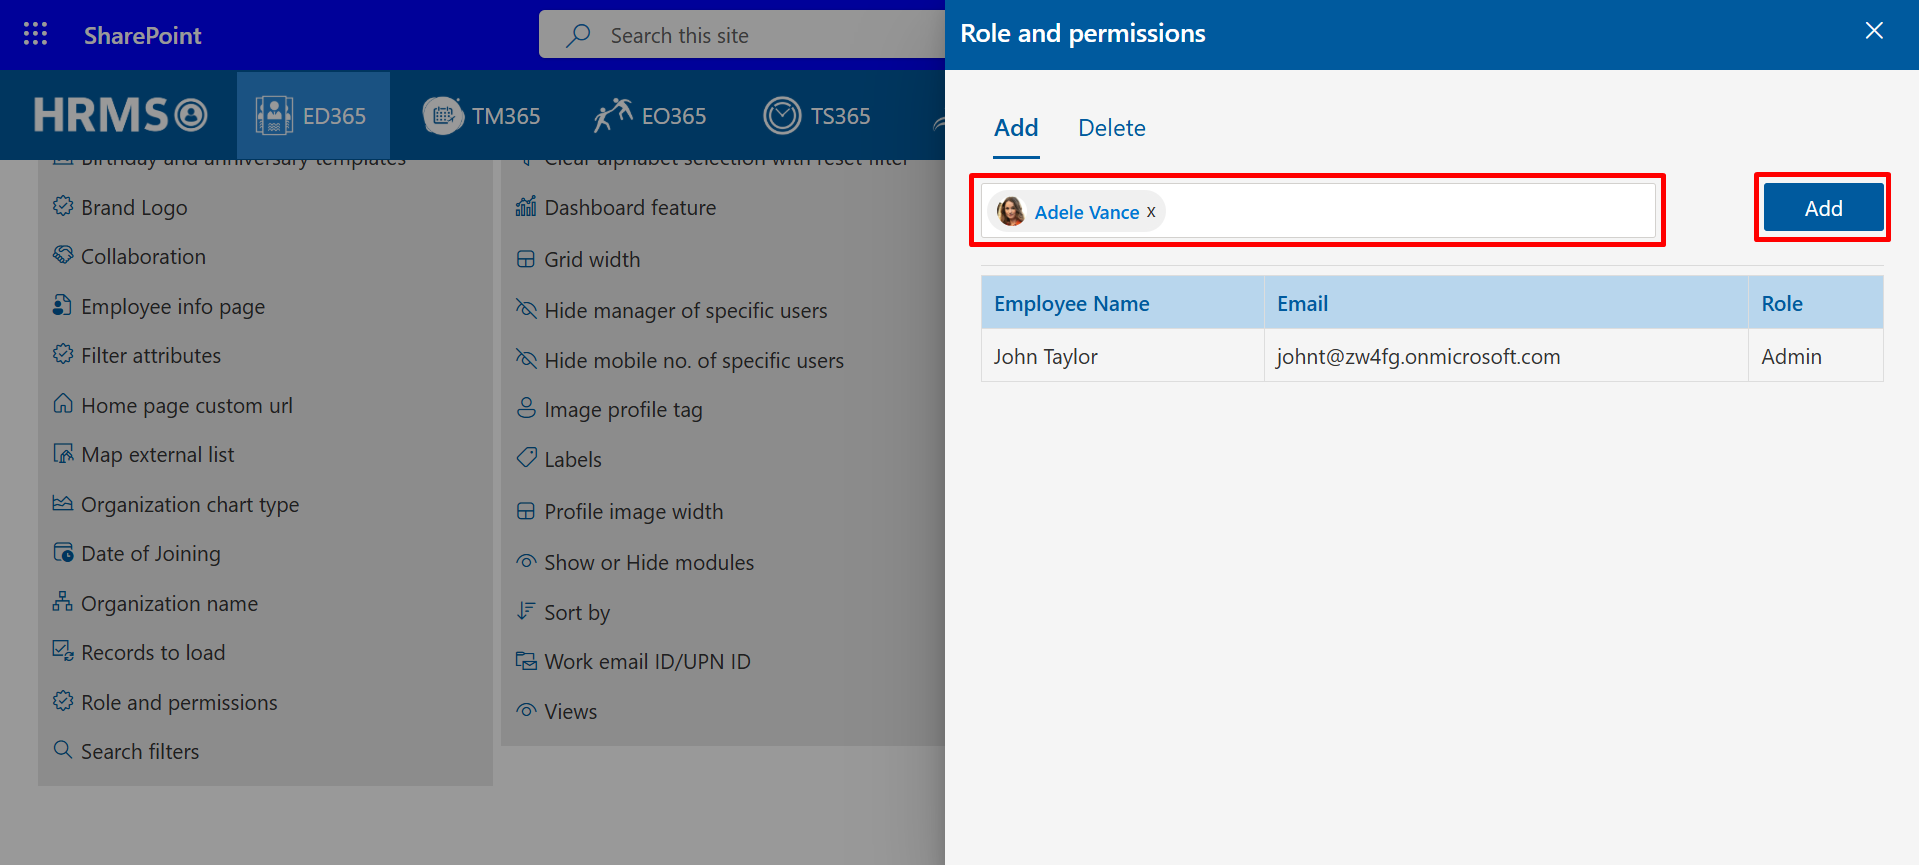 SharePoint
Search this site
HRMS
ED365
TM365
EO365
TS365
Birthday and anniversary templates
Brand Logo
Collaboration
Employee info page
Filter attributes
Home page custom url
Map external list
Organization chart type
Date of Joining
Organization name
Records to load
Role and permissions
Search filters
Clear alphabet selection with reset filter
Dashboard feature
Grid width
Hide manager of specific users
Hide mobile no. of specific users
Image profile tag
Labels
Profile image width
Show or Hide modules
Sort by
Work email ID/UPN ID
Views
Role and permissions
Add Delete
Adele Vance x
Add
Employee Name Email Role
John Taylor johnt@zw4fg.onmicrosoft.com Admin